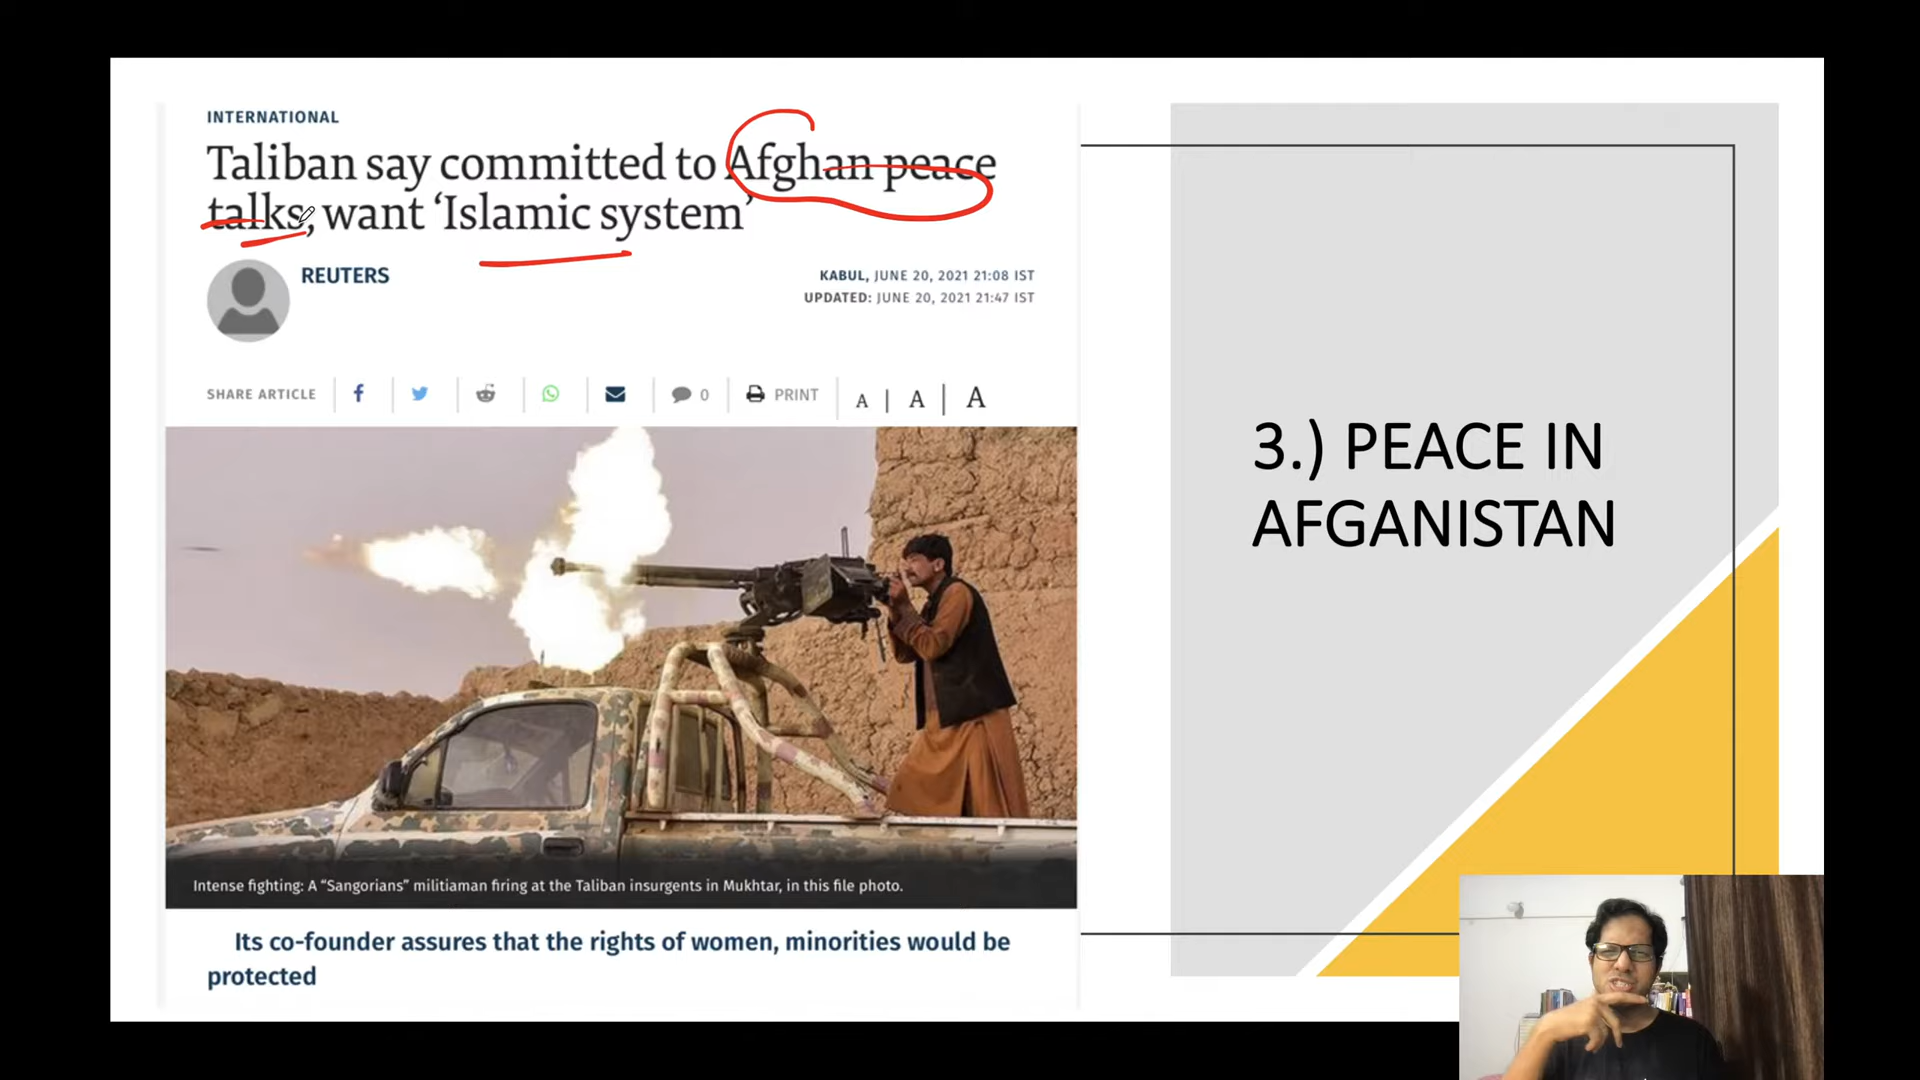 INTERNATIONAL
Taliban say committed to Afghan peace
talks, want ‘Islamic system’
REUTERS
KABUL, JUNE 20, 2021 21:08 IST
UPDATED: JUNE 20, 2021 21:47 IST
SHARE ARTICLE
0
PRINT
A | A | A
Intense fighting: A “Sangorians” militiaman firing at the Taliban insurgents in Mukhtar, in this file photo.
Its co-founder assures that the rights of women, minorities would be
protected
3.) PEACE IN
AFGANISTAN